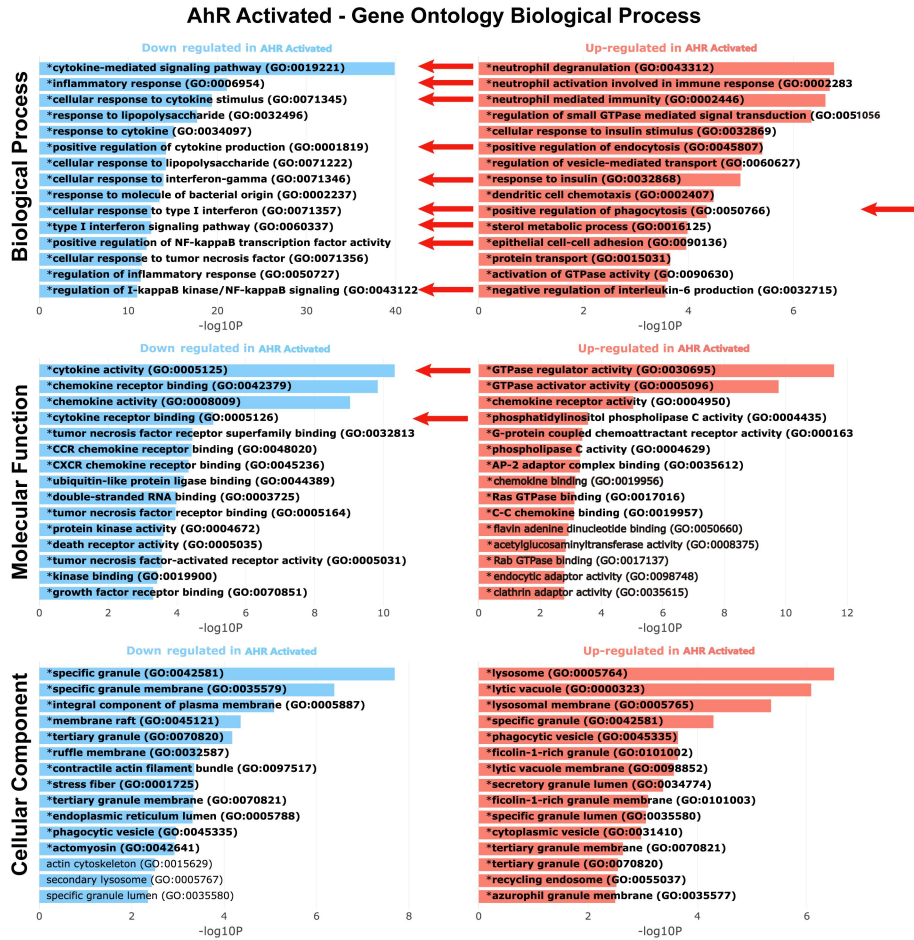 AhR Activated - Gene Ontology Biological Process
Biological Process
Down regulated in AHR Activated
*cytokine-mediated signaling pathway (GO:0019221)
*inflammatory response (GO:0006954)
*cellular response to cytokine stimulus (GO:0071345)
*response to lipopolysaccharide (GO:0032496)
*response to cytokine (GO:0034097)
*positive regulation of cytokine production (GO:0001819)
*cellular response to lipopolysaccharide (GO:0071222)
*cellular response to interferon-gamma (GO:0071346)
*response to molecule of bacterial origin (GO:0002237)
*cellular response to type I interferon (GO:0071357)
*type I interferon signaling pathway (GO:0060337)
*positive regulation of NF-kappaB transcription factor activity
*cellular response to tumor necrosis factor (GO:0071356)
*regulation of inflammatory response (GO:0050727)
*regulation of I-kappaB kinase/NF-kappaB signaling (GO:0043122
0 10 20 30 40
-log10P
Up-regulated in AHR Activated
*neutrophil degranulation (GO:0043312)
*neutrophil activation involved in immune response (GO:0002283
*neutrophil mediated immunity (GO:0002446)
*regulation of small GTPase mediated signal transduction (GO:0051056
*cellular response to insulin stimulus (GO:0032869)
*positive regulation of endocytosis (GO:0045807)
*regulation of vesicle-mediated transport (GO:0060627)
*response to insulin (GO:0032868)
*dendritic cell chemotaxis (GO:0002407)
*positive regulation of phagocytosis (GO:0050766)
*sterol metabolic process (GO:0016125)
*epithelial cell-cell adhesion (GO:0090136)
*protein transport (GO:0015031)
*activation of GTPase activity (GO:0090630)
*negative regulation of interleukin-6 production (GO:0032715)
0 2 4 6
-log10P
Molecular Function
Down regulated in AHR Activated
*cytokine activity (GO:0005125)
*chemokine receptor binding (GO:0042379)
*chemokine activity (GO:0008009)
*cytokine receptor binding (GO:0005126)
*tumor necrosis factor receptor superfamily binding (GO:0032813
*CCR chemokine receptor binding (GO:0048020)
*CXCR chemokine receptor binding (GO:0045236)
*ubiquitin-like protein ligase binding (GO:0044389)
*double-stranded RNA binding (GO:0003725)
*tumor necrosis factor receptor binding (GO:0005164)
*protein kinase activity (GO:0004672)
*death receptor activity (GO:0005035)
*tumor necrosis factor-activated receptor activity (GO:0005031)
*kinase binding (GO:0019900)
*growth factor receptor binding (GO:0070851)
0 2 4 6 8 10
-log10P
Up-regulated in AHR Activated
*GTPase regulator activity (GO:0030695)
*GTPase activator activity (GO:0005096)
*chemokine receptor activity (GO:0004950)
*phosphatidylinositol phospholipase C activity (GO:0004435)
*G-protein coupled chemoattractant receptor activity (GO:000163
*phospholipase C activity (GO:0004629)
*AP-2 adaptor complex binding (GO:0035612)
*chemokine binding (GO:0019956)
*Ras GTPase binding (GO:0017016)
*C-C chemokine binding (GO:0019957)
*flavin adenine dinucleotide binding (GO:0050660)
*acetylglucosaminyltransferase activity (GO:0008375)
*Rab GTPase binding (GO:0017137)
*endocytic adaptor activity (GO:0098748)
*clathrin adaptor activity (GO:0035615)
0 2 4 6 8 10 12
-log10P
Cellular Component
Down regulated in AHR Activated
*specific granule (GO:0042581)
*specific granule membrane (GO:0035579)
*integral component of plasma membrane (GO:0005887)
*membrane raft (GO:0045121)
*tertiary granule (GO:0070820)
*ruffle membrane (GO:0032587)
*contractile actin filament bundle (GO:0097517)
*stress fiber (GO:0001725)
*tertiary granule membrane (GO:0070821)
*endoplasmic reticulum lumen (GO:0005788)
*phagocytic vesicle (GO:0045335)
*actomyosin (GO:0042641)
actin cytoskeleton (GO:0015629)
secondary lysosome (GO:0005767)
specific granule lumen (GO:0035580)
0 2 4 6 8
-log10P
Up-regulated in AHR Activated
*lysosome (GO:0005764)
*lytic vacuole (GO:0000323)
*lysosomal membrane (GO:0005765)
*specific granule (GO:0042581)
*phagocytic vesicle (GO:0045335)
*ficolin-1-rich granule (GO:0101002)
*lytic vacuole membrane (GO:0098852)
*secretory granule lumen (GO:0034774)
*ficolin-1-rich granule membrane (GO:0101003)
*specific granule lumen (GO:0035580)
*cytoplasmic vesicle (GO:0031410)
*tertiary granule membrane (GO:0070821)
*tertiary granule (GO:0070820)
*recycling endosome (GO:0055037)
*azurophil granule membrane (GO:0035577)
0 2 4 6
-log10P